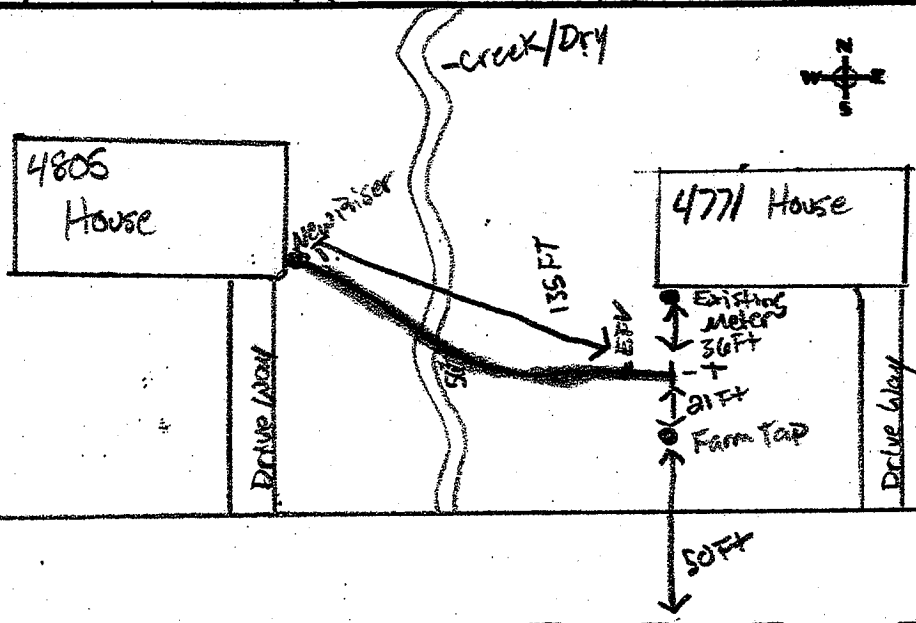 Creek/Dry
N
W E
S
4805
House
New Riser
135 FT
EFV
4771 House
Existing
Meter
36Ft
T
21Ft
Farm Tap
Drive Way
Drive Way
50Ft